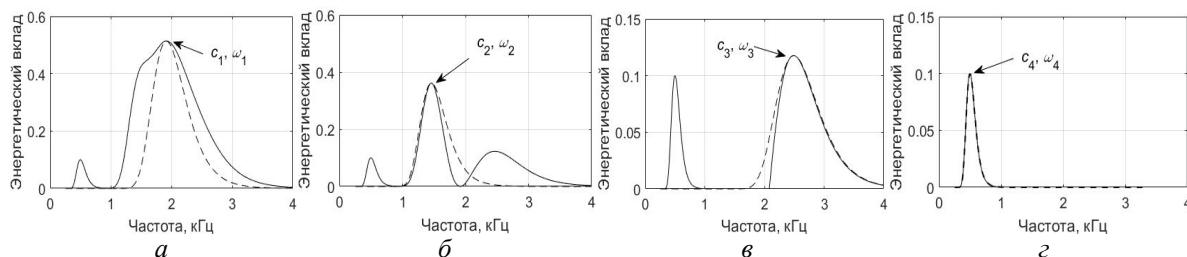 Энергетический вклад
0.6
0.4
0.2
0
c1, ω1
0 1 2 3 4
Частота, кГц
а
Энергетический вклад
0.6
0.4
0.2
0
c2, ω2
0 1 2 3 4
Частота, кГц
б
Энергетический вклад
0.15
0.1
0.05
0
c3, ω3
0 1 2 3 4
Частота, кГц
в
Энергетический вклад
0.15
0.1
0.05
0
c4, ω4
0 1 2 3 4
Частота, кГц
г